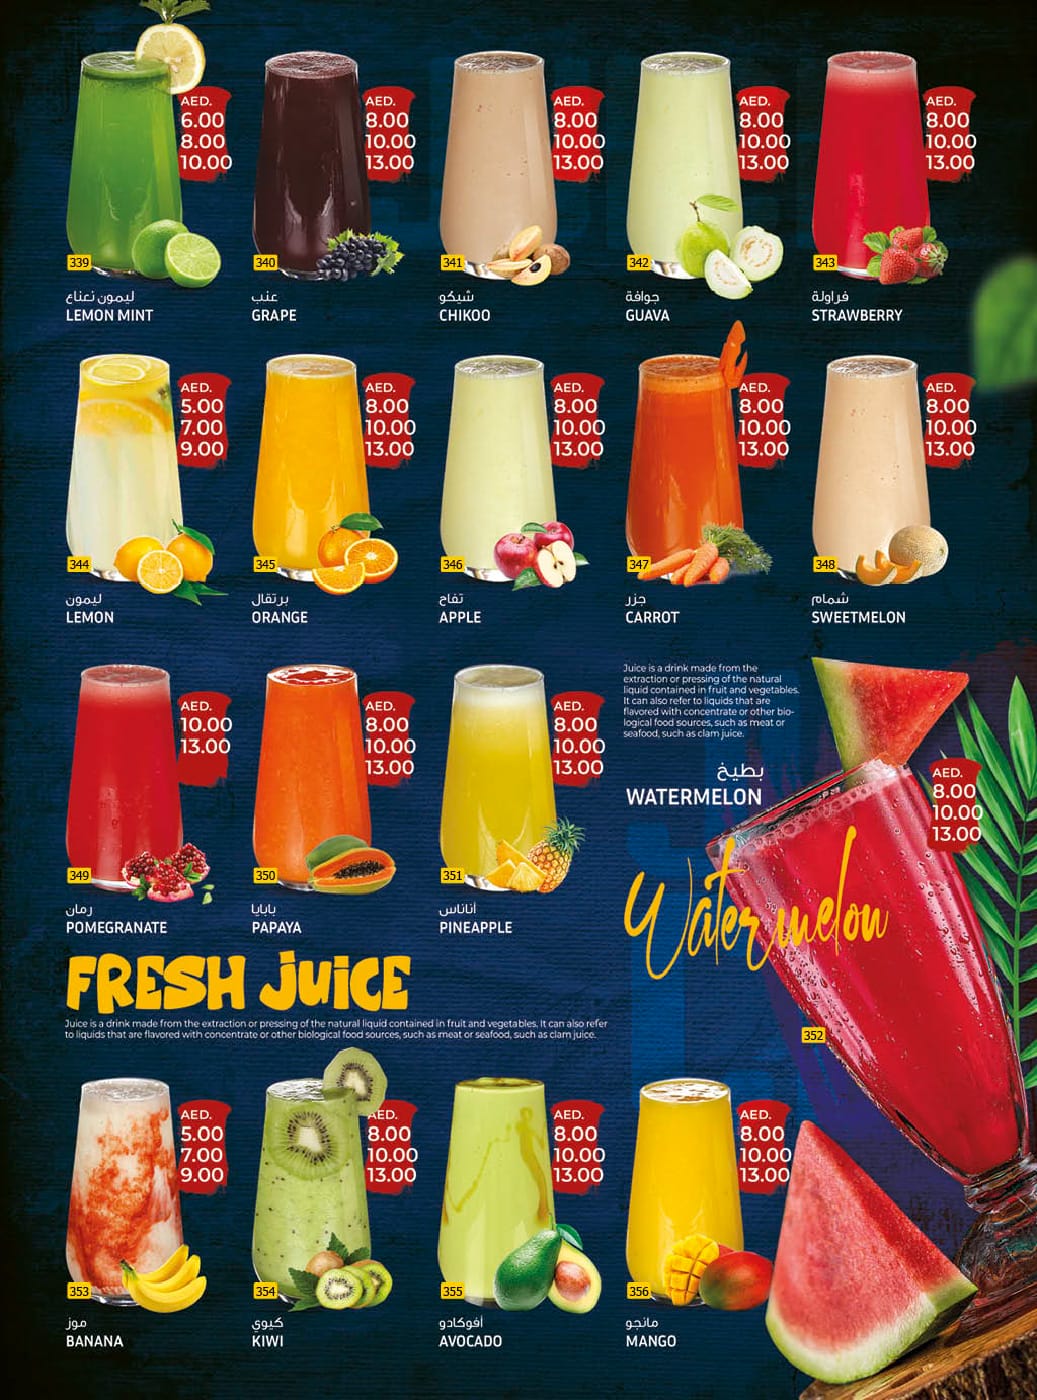 AED.
6.00
8.00
10.00
339
ليمون نعناع
LEMON MINT
AED.
8.00
10.00
13.00
340
عنب
GRAPE
AED.
8.00
10.00
13.00
341
شيكو
CHIKOO
AED.
8.00
10.00
13.00
342
جوافة
GUAVA
AED.
8.00
10.00
13.00
343
فراولة
STRAWBERRY
AED.
5.00
7.00
9.00
344
ليمون
LEMON
AED.
8.00
10.00
13.00
345
برتقال
ORANGE
AED.
8.00
10.00
13.00
346
تفاح
APPLE
AED.
8.00
10.00
13.00
347
جزر
CARROT
AED.
8.00
10.00
13.00
348
شمام
SWEETMELON
AED.
10.00
13.00
349
رمان
POMEGRANATE
AED.
8.00
10.00
13.00
350
بابايا
PAPAYA
AED.
8.00
10.00
13.00
351
أناناس
PINEAPPLE
Juice is a drink made from the
extraction or pressing of the natural
liquid contained in fruit and vegetables.
It can also refer to liquids that are
flavored with concentrate or other bio-
logical food sources, such as meat or
seafood, such as clam juice.
بطيخ
WATERMELON
AED.
8.00
10.00
13.00
Water melon
352
FRESH JUICE
Juice is a drink made from the extraction or pressing of the natural liquid contained in fruit and vegetables. It can also refer
to liquids that are flavored with concentrate or other biological food sources, such as meat or seafood, such as clam juice.
AED.
5.00
7.00
9.00
353
موز
BANANA
AED.
8.00
10.00
13.00
354
كيوي
KIWI
AED.
8.00
10.00
13.00
355
أفوكادو
AVOCADO
AED.
8.00
10.00
13.00
356
مانجو
MANGO